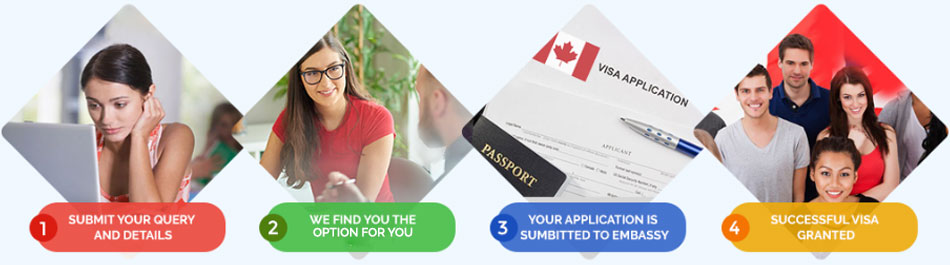 VISA APPLICATION
APPLICANT
PASSPORT
1
SUBMIT YOUR QUERY
AND DETAILS
2
WE FIND YOU THE
OPTION FOR YOU
3
YOUR APPLICATION IS
SUMBITTED TO EMBASSY
4
SUCCESSFUL VISA
GRANTED